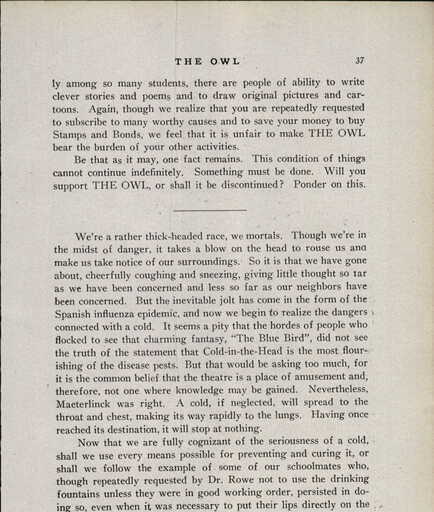 THE OWL 37
ly among so many students, there are people of ability to write
clever stories and poems and to draw original pictures and car-
toons. Again, though we realize that you are repeatedly requested
to subscribe to many worthy causes and to save your money to buy
Stamps and Bonds, we feel that it is unfair to make THE OWL
bear the burden of your other activities.
Be that as it may, one fact remains. This condition of things
cannot continue indefinitely. Something must be done. Will you
support THE OWL, or shall it be discontinued? Ponder on this.
We're a rather thick-headed race, we mortals. Though we're in
the midst of danger, it takes a blow on the head to rouse us and
make us take notice of our surroundings. So it is that we have gone
about, cheerfully coughing and sneezing, giving little thought so far
as we have been concerned and less so far as our neighbors have
been concerned. But the inevitable jolt has come in the form of the
Spanish influenza epidemic, and now we begin to realize the dangers
connected with a cold. It seems a pity that the hordes of people who
flocked to see that charming fantasy, "The Blue Bird", did not see
the truth of the statement that Cold-in-the-Head is the most flour-
ishing of the disease pests. But that would be asking too much, for
it is the common belief that the theatre is a place of amusement and,
therefore, not one where knowledge may be gained. Nevertheless,
Maeterlinck was right. A cold, if neglected, will spread to the
throat and chest, making its way rapidly to the lungs. Having once
reached its destination, it will stop at nothing.
Now that we are fully cognizant of the seriousness of a cold,
shall we use every means possible for preventing and curing it, or
shall we follow the example of some of our schoolmates who,
though repeatedly requested by Dr. Rowe not to use the drinking
fountains unless they were in good working order, persisted in do-
ing so, even when it was necessary to put their lips directly on the